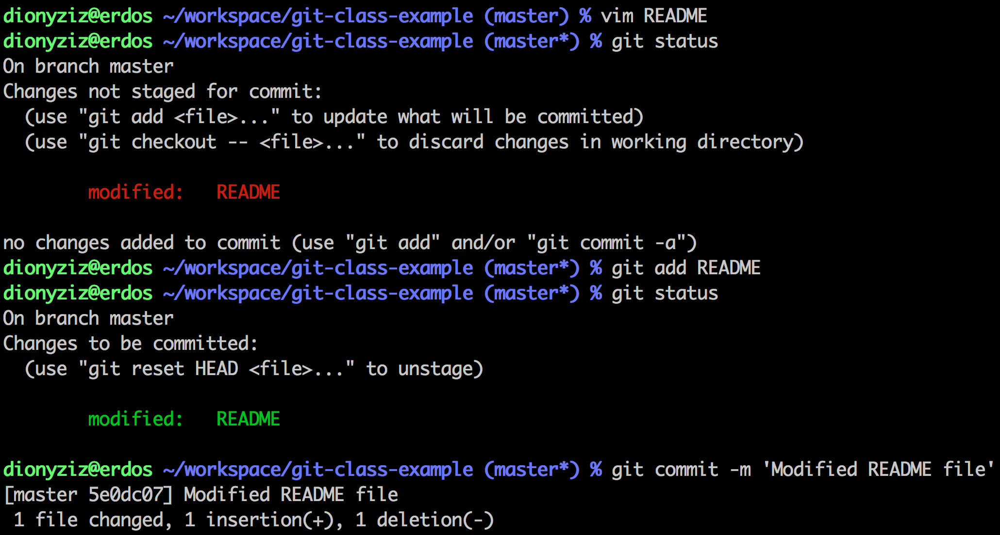 dionyziz@erdos ~/workspace/git-class-example (master) % vim README
dionyziz@erdos ~/workspace/git-class-example (master*) % git status
On branch master
Changes not staged for commit:
  (use "git add <file>..." to update what will be committed)
  (use "git checkout -- <file>..." to discard changes in working directory)

        modified:   README

no changes added to commit (use "git add" and/or "git commit -a")
dionyziz@erdos ~/workspace/git-class-example (master*) % git add README
dionyziz@erdos ~/workspace/git-class-example (master*) % git status
On branch master
Changes to be committed:
  (use "git reset HEAD <file>..." to unstage)

        modified:   README

dionyziz@erdos ~/workspace/git-class-example (master*) % git commit -m 'Modified README file'
[master 5e0dc07] Modified README file
 1 file changed, 1 insertion(+), 1 deletion(-)